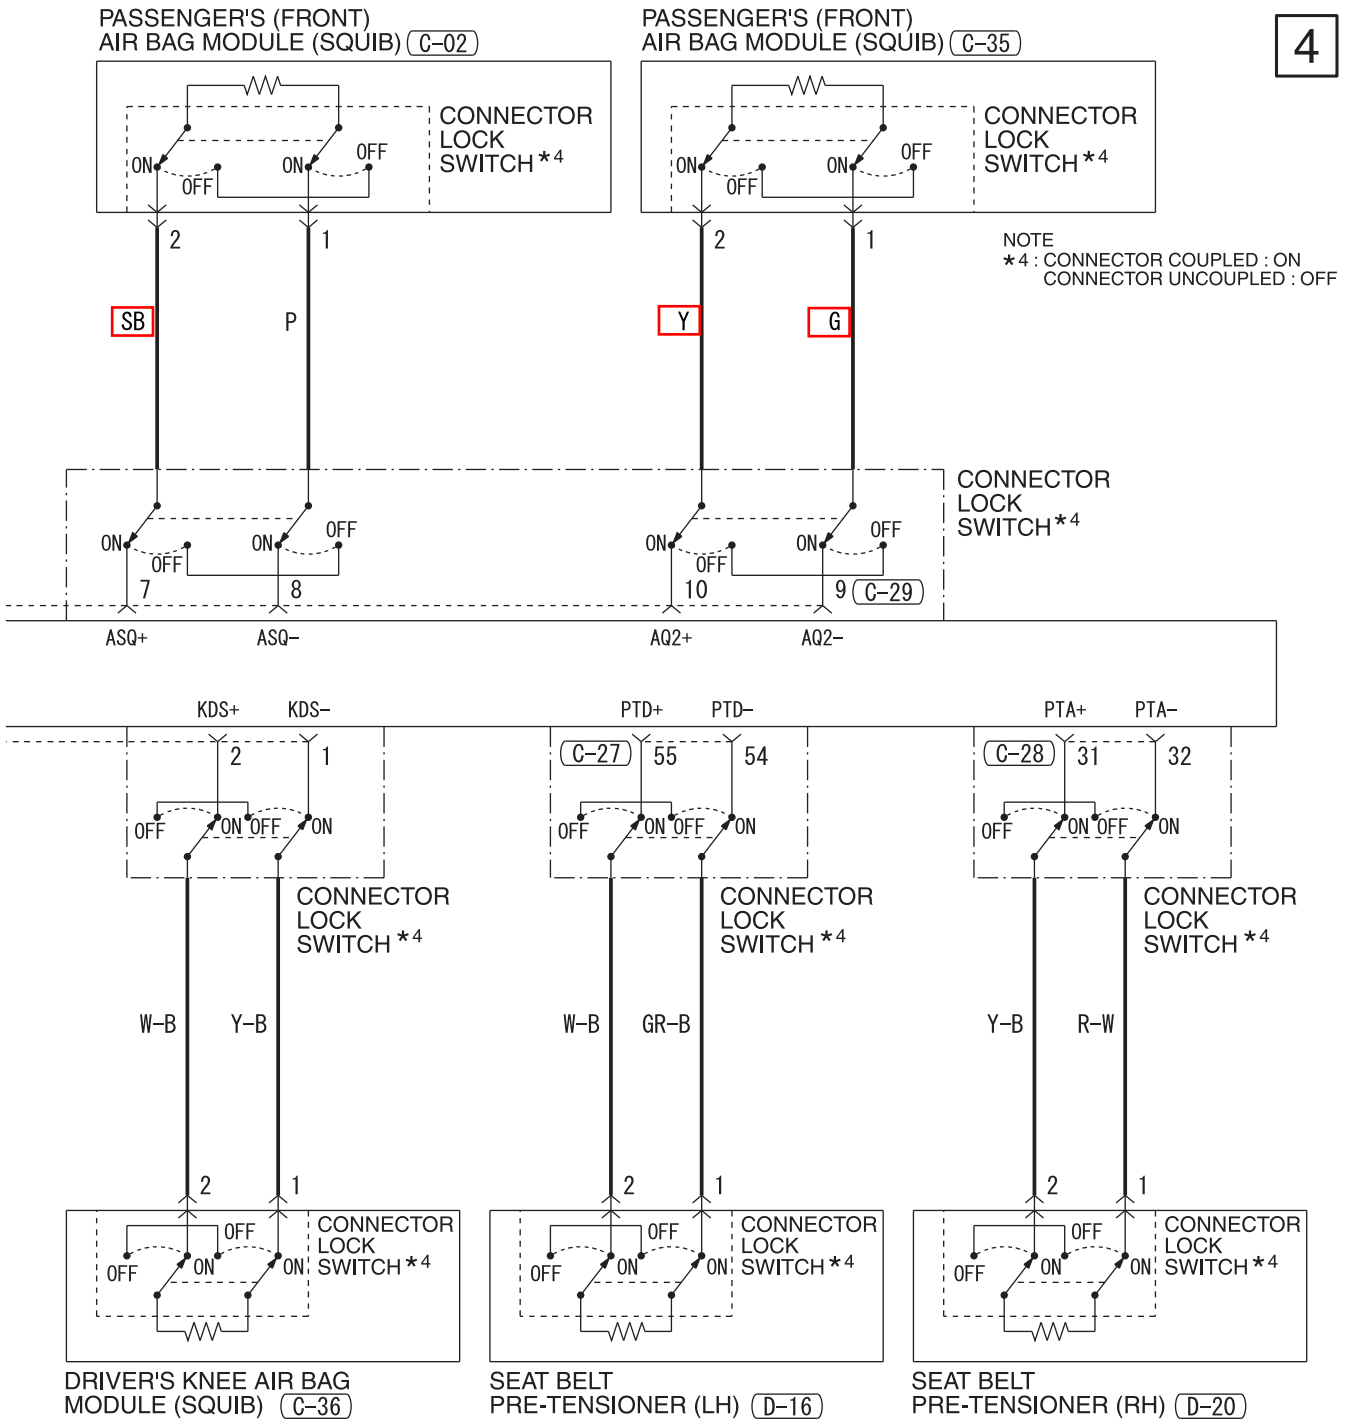 PASSENGER'S (FRONT)
AIR BAG MODULE (SQUIB) C-02
PASSENGER'S (FRONT)
AIR BAG MODULE (SQUIB) C-35
4
CONNECTOR
LOCK
SWITCH *4
ON OFF ON OFF
CONNECTOR
LOCK
SWITCH *4
ON OFF ON OFF
2 1 2 1
NOTE
*4 : CONNECTOR COUPLED : ON
CONNECTOR UNCOUPLED : OFF
SB P Y G
CONNECTOR
LOCK
SWITCH *4
ON OFF ON OFF ON OFF ON OFF
7 8 10 9 C-29
ASQ+ ASQ- AQ2+ AQ2-
KDS+ KDS- PTD+ PTD- PTA+ PTA-
2 1 C-27 55 54 C-28 31 32
OFF ON OFF ON OFF ON OFF ON OFF ON OFF ON
CONNECTOR
LOCK
SWITCH *4
CONNECTOR
LOCK
SWITCH *4
CONNECTOR
LOCK
SWITCH *4
W-B Y-B W-B GR-B Y-B R-W
2 1 2 1 2 1
OFF ON OFF ON
CONNECTOR
LOCK
SWITCH *4
OFF ON OFF ON
CONNECTOR
LOCK
SWITCH *4
OFF ON OFF ON
CONNECTOR
LOCK
SWITCH *4
DRIVER'S KNEE AIR BAG
MODULE (SQUIB) C-36
SEAT BELT
PRE-TENSIONER (LH) D-16
SEAT BELT
PRE-TENSIONER (RH) D-20